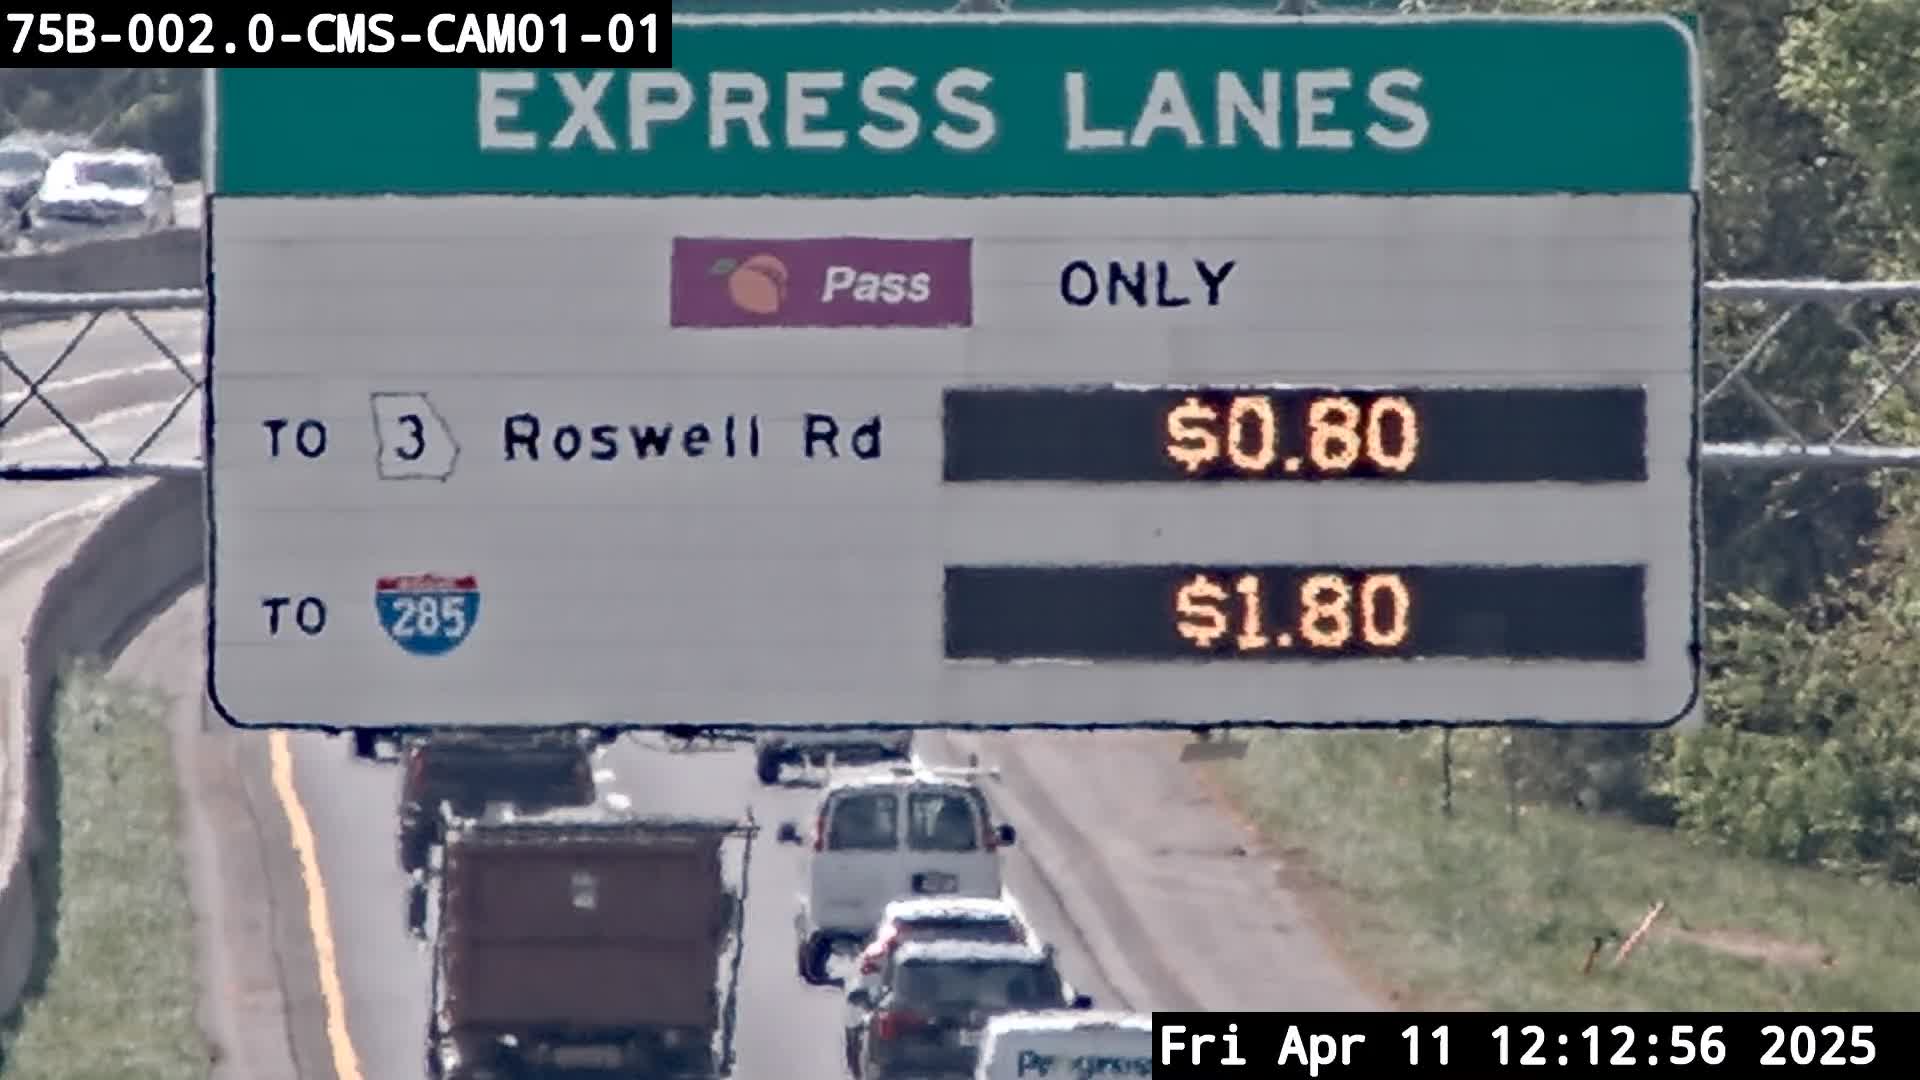 75B-002.0-CMS-CAM01-01
EXPRESS LANES
Pass ONLY
TO 3 Roswell Rd $0.80
TO 285 $1.80
Fri Apr 11 12:12:56 2025